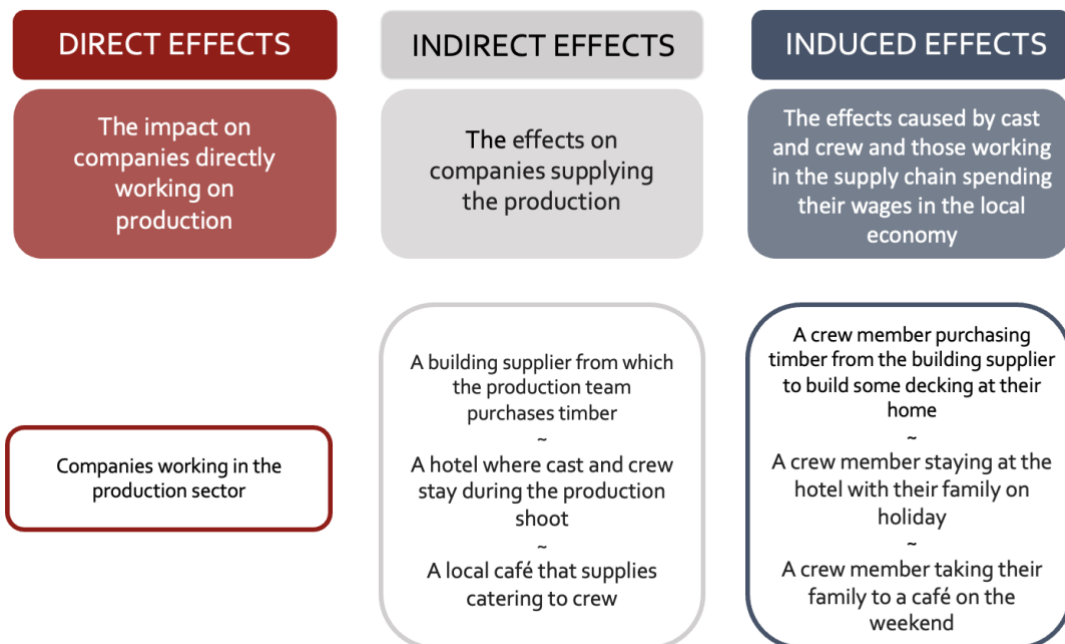 DIRECT EFFECTS
The impact on
companies directly
working on
production
Companies working in the
production sector
INDIRECT EFFECTS
The effects on
companies supplying
the production
A building supplier from which
the production team
purchases timber
~
A hotel where cast and crew
stay during the production
shoot
~
A local café that supplies
catering to crew
INDUCED EFFECTS
The effects caused by cast
and crew and those working
in the supply chain spending
their wages in the local
economy
A crew member purchasing
timber from the building supplier
to build some decking at their
home
~
A crew member staying at the
hotel with their family on
holiday
~
A crew member taking their
family to a café on the
weekend